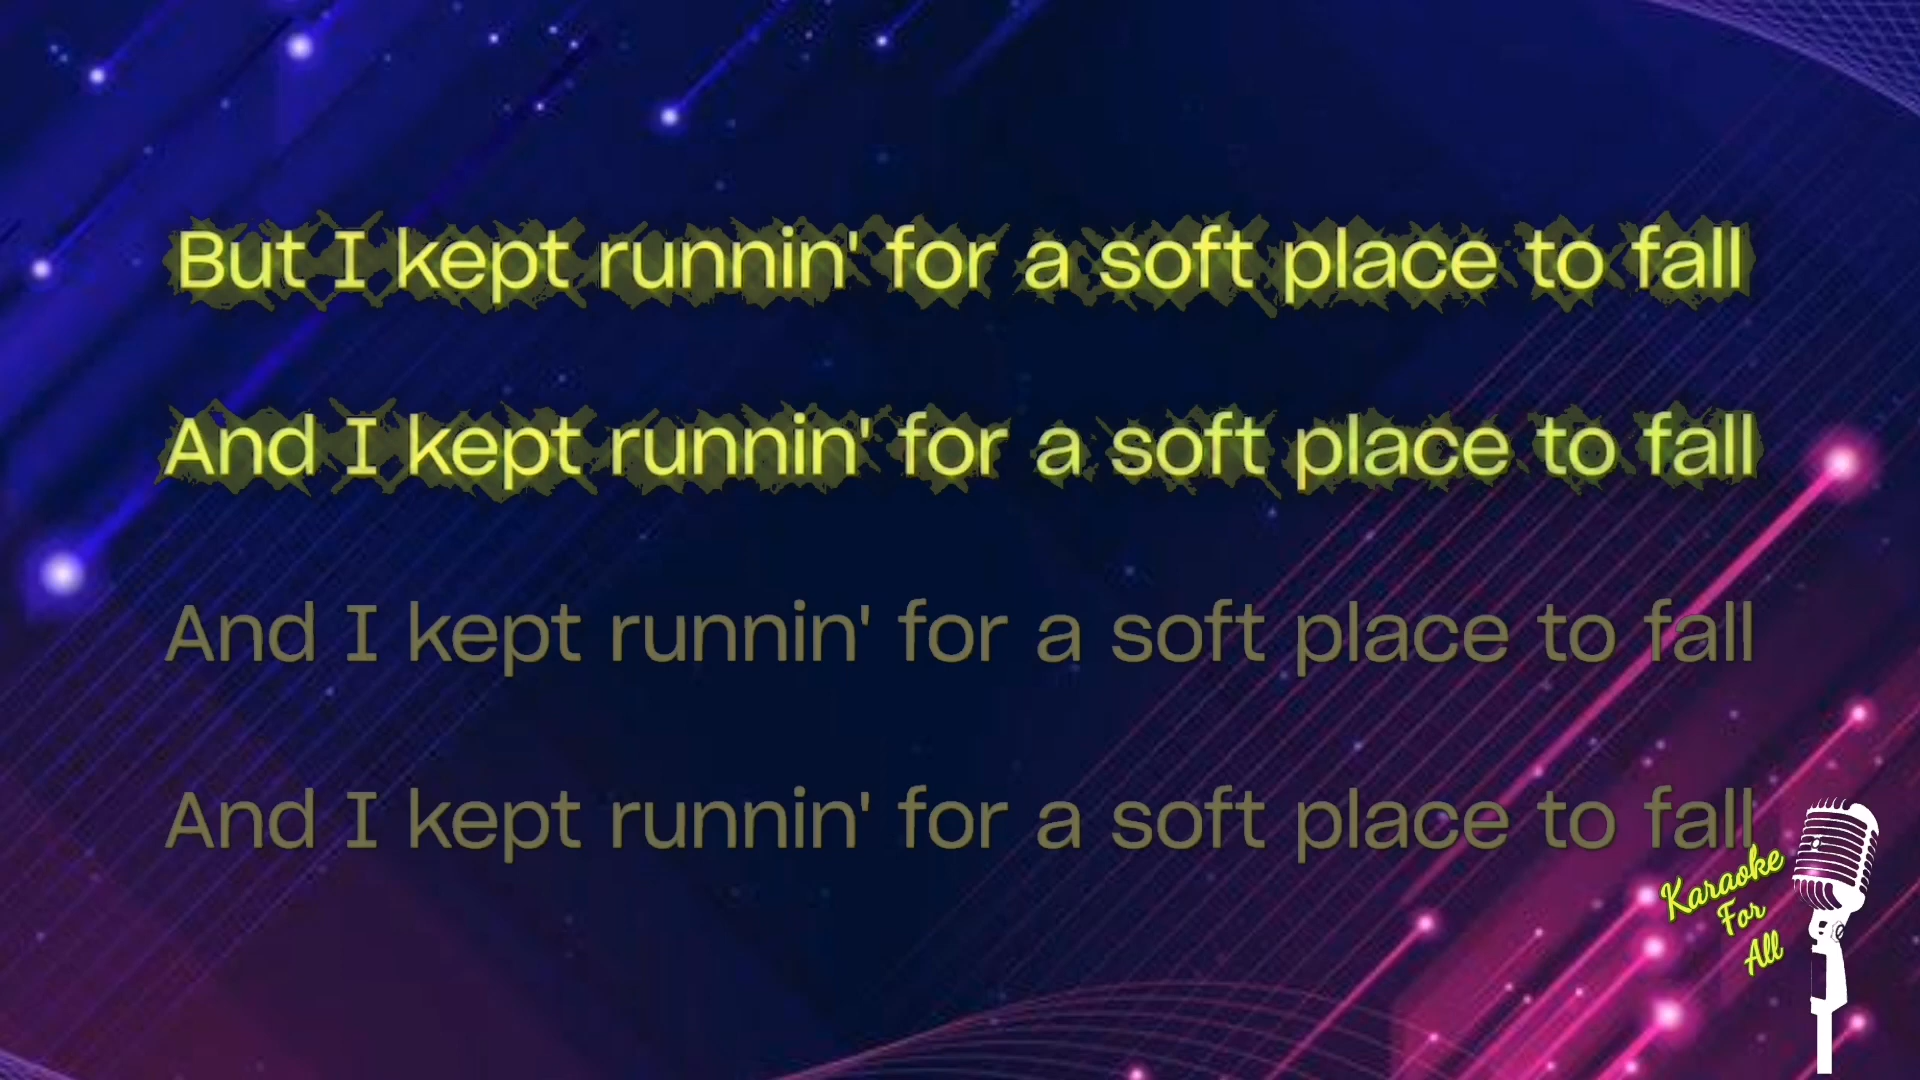 But I kept runnin' for a soft place to fall
And I kept runnin' for a soft place to fall
And I kept runnin' for a soft place to fall
And I kept runnin' for a soft place to fall
Karaoke
For
All